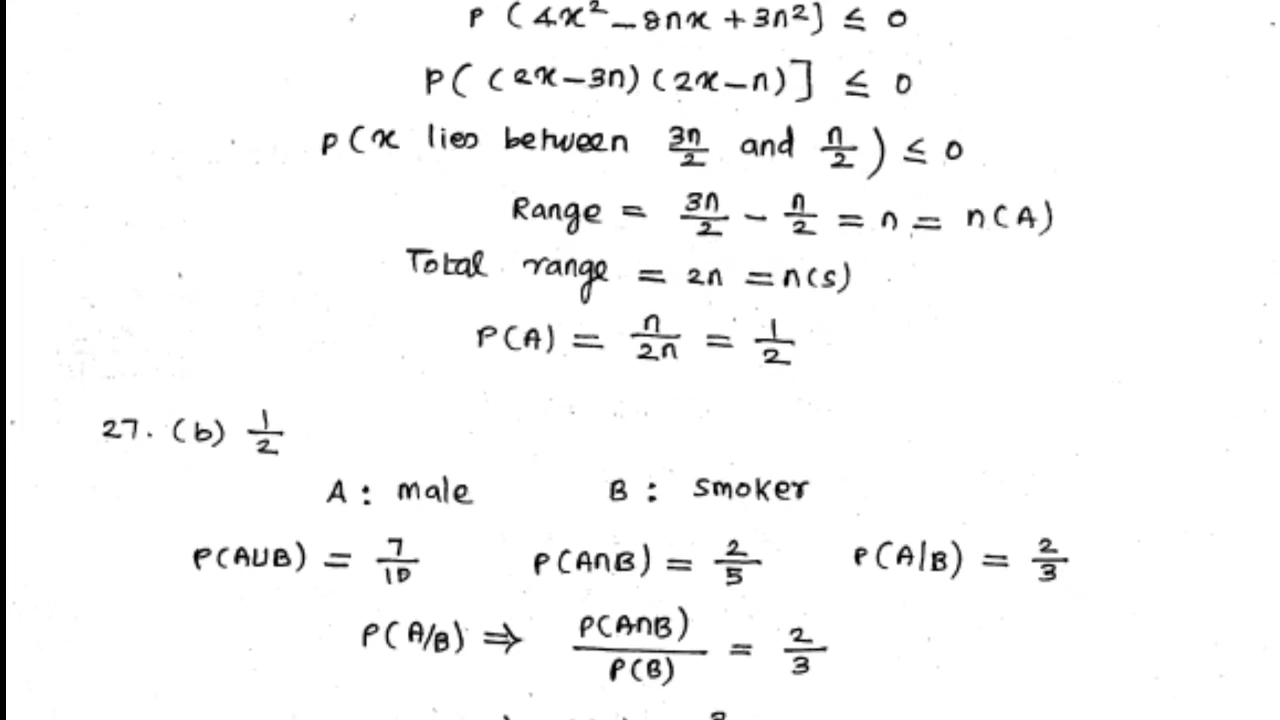 P (4x² - 8nx + 3n²] ≤ 0
P( (2x-3n) (2x-n)] ≤ 0
P(x lies between 3n/2 and n/2) ≤ 0
Range = 3n/2 - n/2 = n = n(A)
Total range = 2n = n(s)
P(A) = n/2n = 1/2
27. (b) 1/2
A : male B : smoker
P(AUB) = 7/10 P(A∩B) = 2/5 P(A|B) = 2/3
P(A/B) ⇒ P(A∩B)/P(B) = 2/3